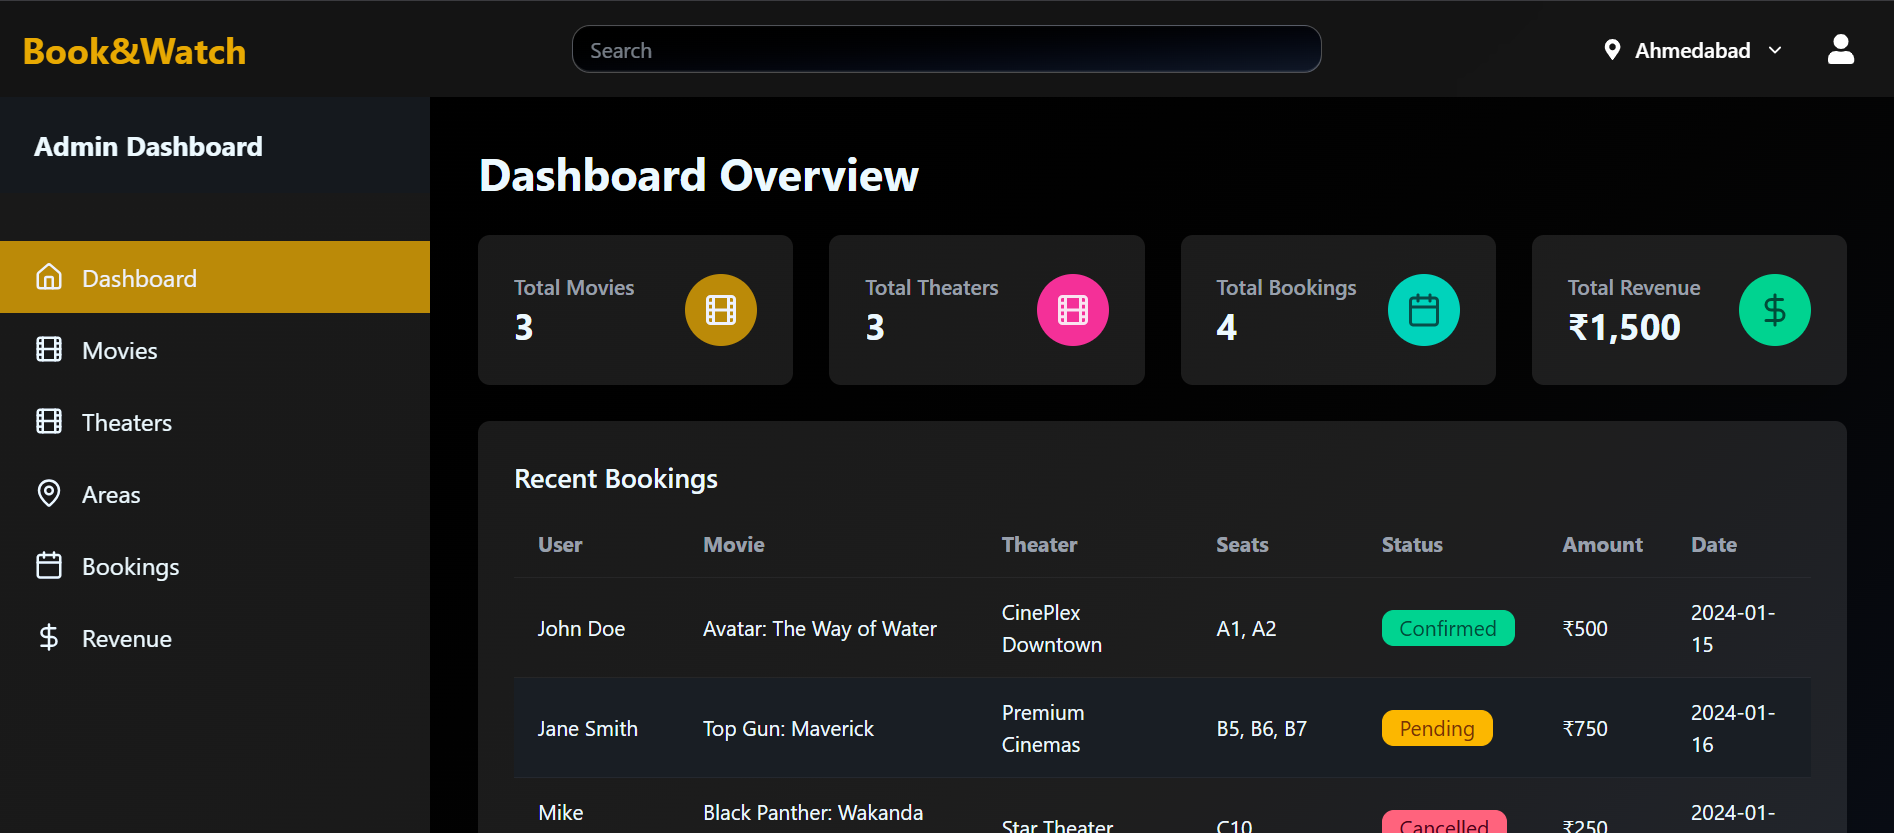 Book&Watch
Search
Ahmedabad
Admin Dashboard
Dashboard
Movies
Theaters
Areas
Bookings
Revenue
Dashboard Overview
Total Movies
3
Total Theaters
3
Total Bookings
4
Total Revenue
₹1,500
Recent Bookings
User Movie Theater Seats Status Amount Date
John Doe Avatar: The Way of Water CinePlex Downtown A1, A2 Confirmed ₹500 2024-01-15
Jane Smith Top Gun: Maverick Premium Cinemas B5, B6, B7 Pending ₹750 2024-01-16
Mike Black Panther: Wakanda Star Theater C10 Cancelled ₹250 2024-01-